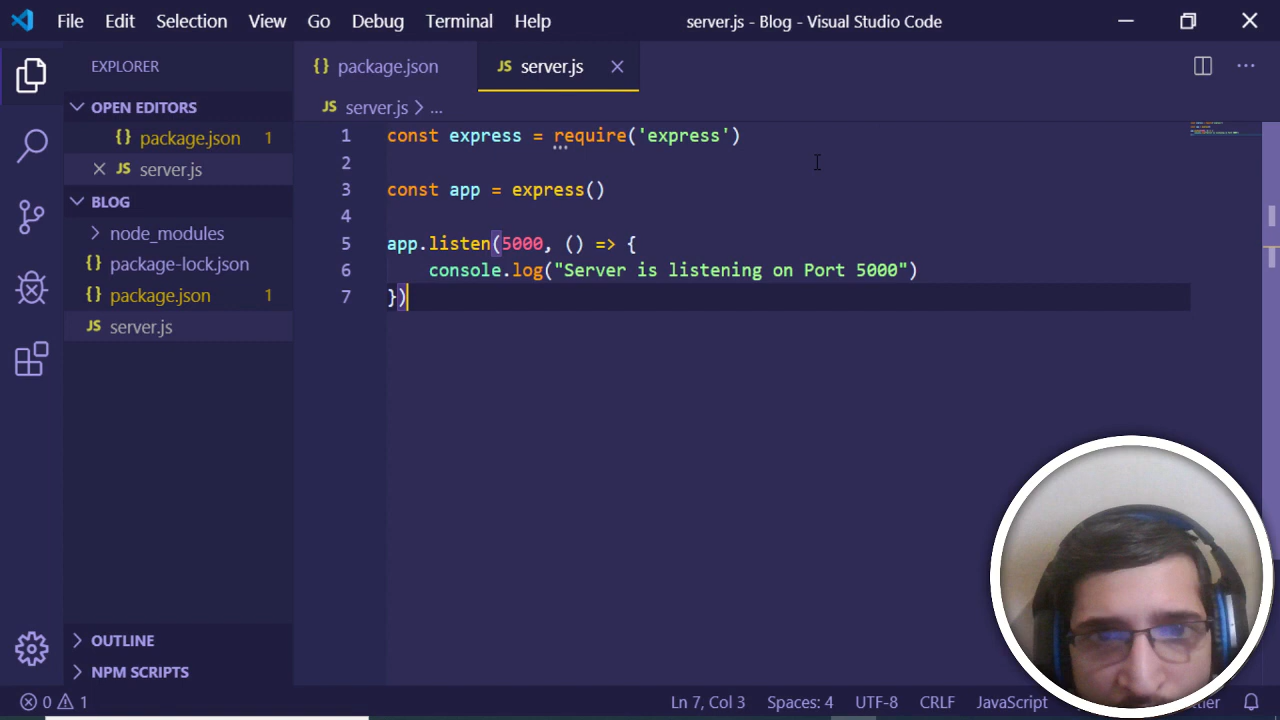 File Edit Selection View Go Debug Terminal Help server.js - Blog - Visual Studio Code
EXPLORER
OPEN EDITORS
package.json 1
JS server.js
BLOG
node_modules
package-lock.json
package.json 1
JS server.js
OUTLINE
NPM SCRIPTS
{} package.json JS server.js
JS server.js > ...
1 const express = require('express')
2
3 const app = express()
4
5 app.listen(5000, () => {
6 console.log("Server is listening on Port 5000")
7 })
0 1 Ln 7, Col 3 Spaces: 4 UTF-8 CRLF JavaScript